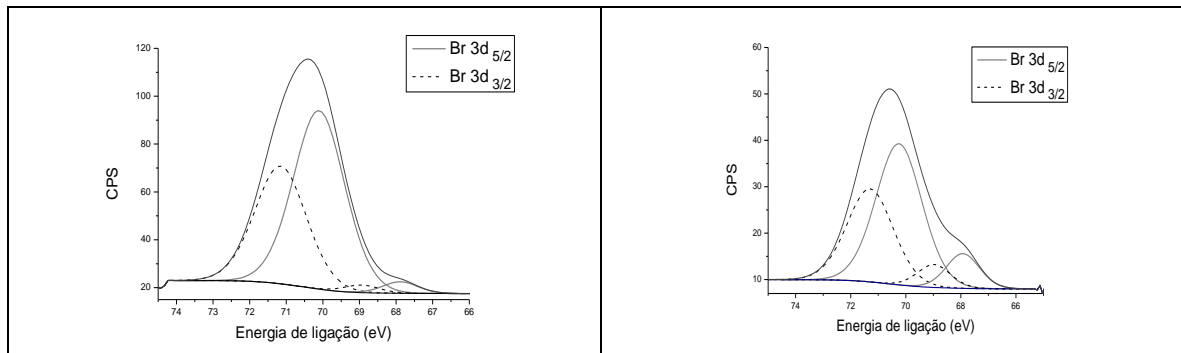 120
100
80
60
40
20
CPS
Br 3d 5/2
Br 3d 3/2
74 73 72 71 70 69 68 67 66
Energia de ligação (eV)
60
50
40
30
20
10
CPS
Br 3d 5/2
Br 3d 3/2
74 72 70 68 66
Energia de ligação (eV)